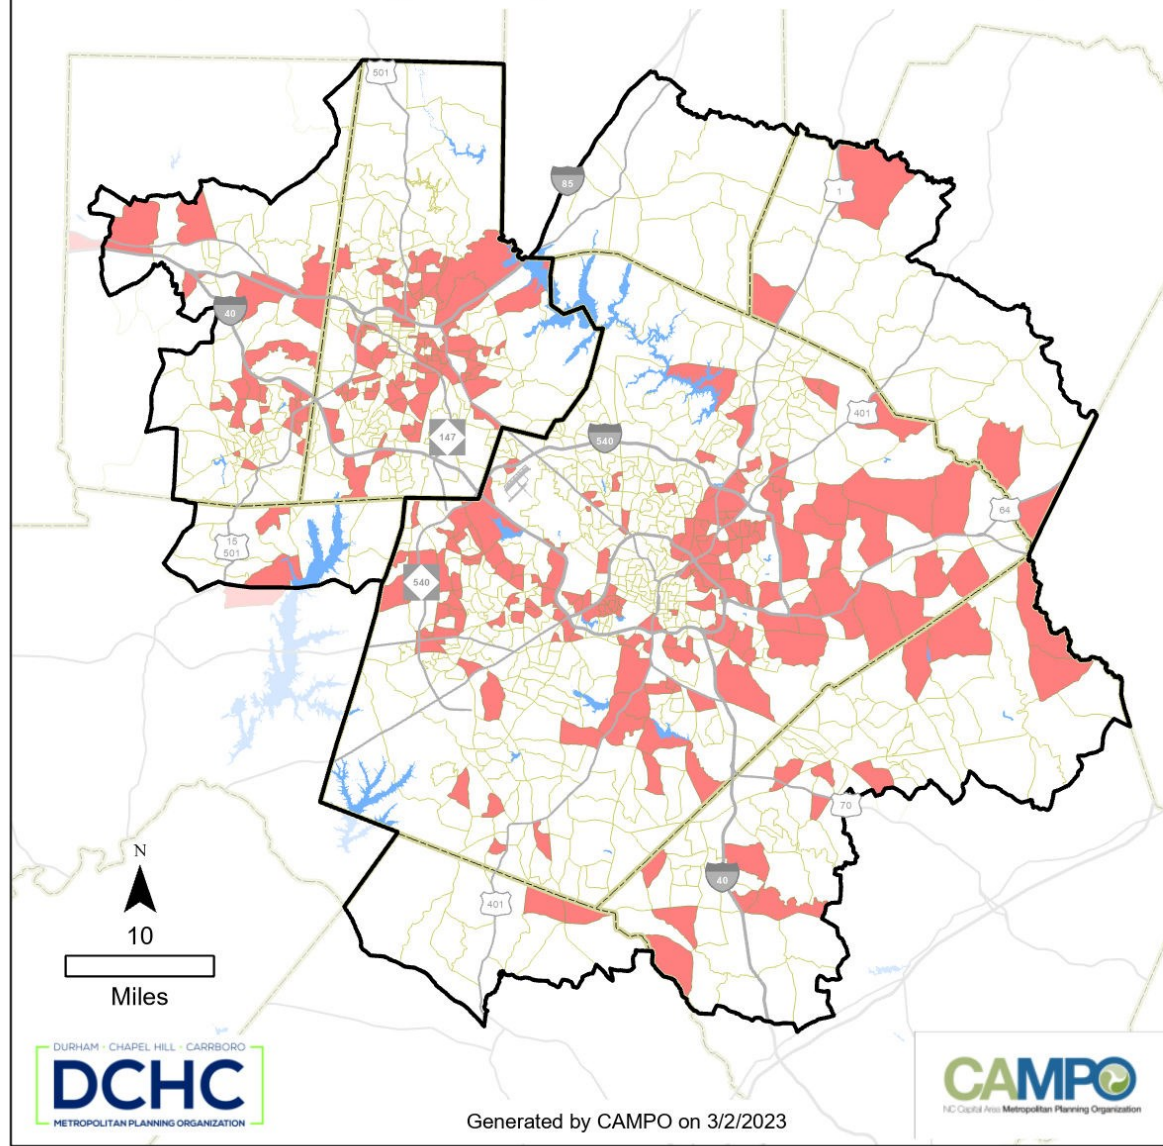 501
85
1
40
401
147
540
64
15
501
540
70
N
40
401
10
Miles
DURHAM · CHAPEL HILL · CARRBORO
DCHC
METROPOLITAN PLANNING ORGANIZATION
Generated by CAMPO on 3/2/2023
CAMPO
NC Capital Area Metropolitan Planning Organization